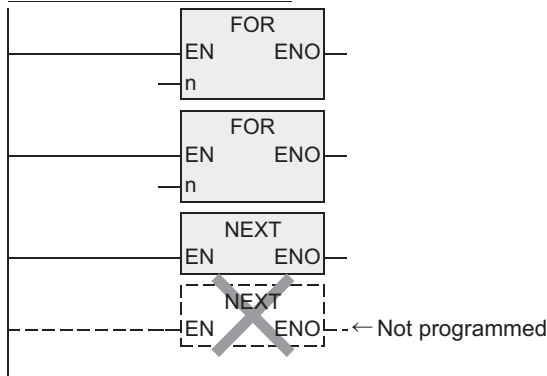 FOR
EN ENO
n
FOR
EN ENO
n
NEXT
EN ENO
NEXT
EN ENO ← Not programmed